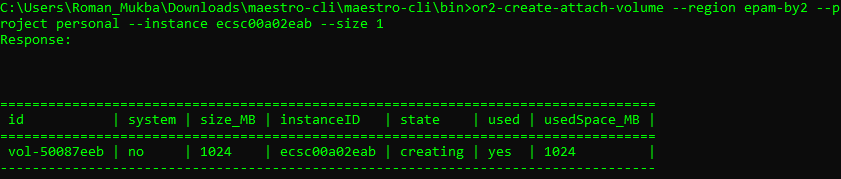 C:\Users\Roman_Mukba\Downloads\maestro-cli\maestro-cli\bin>or2-create-attach-volume --region epam-by2 --p
roject personal --instance ecsc00a02eab --size 1
Response:
=================================================================================
id | system | size_MB | instanceID | state | used | usedSpace_MB |
=================================================================================
vol-50087eeb | no | 1024 | ecsc00a02eab | creating | yes | 1024 |
---------------------------------------------------------------------------------